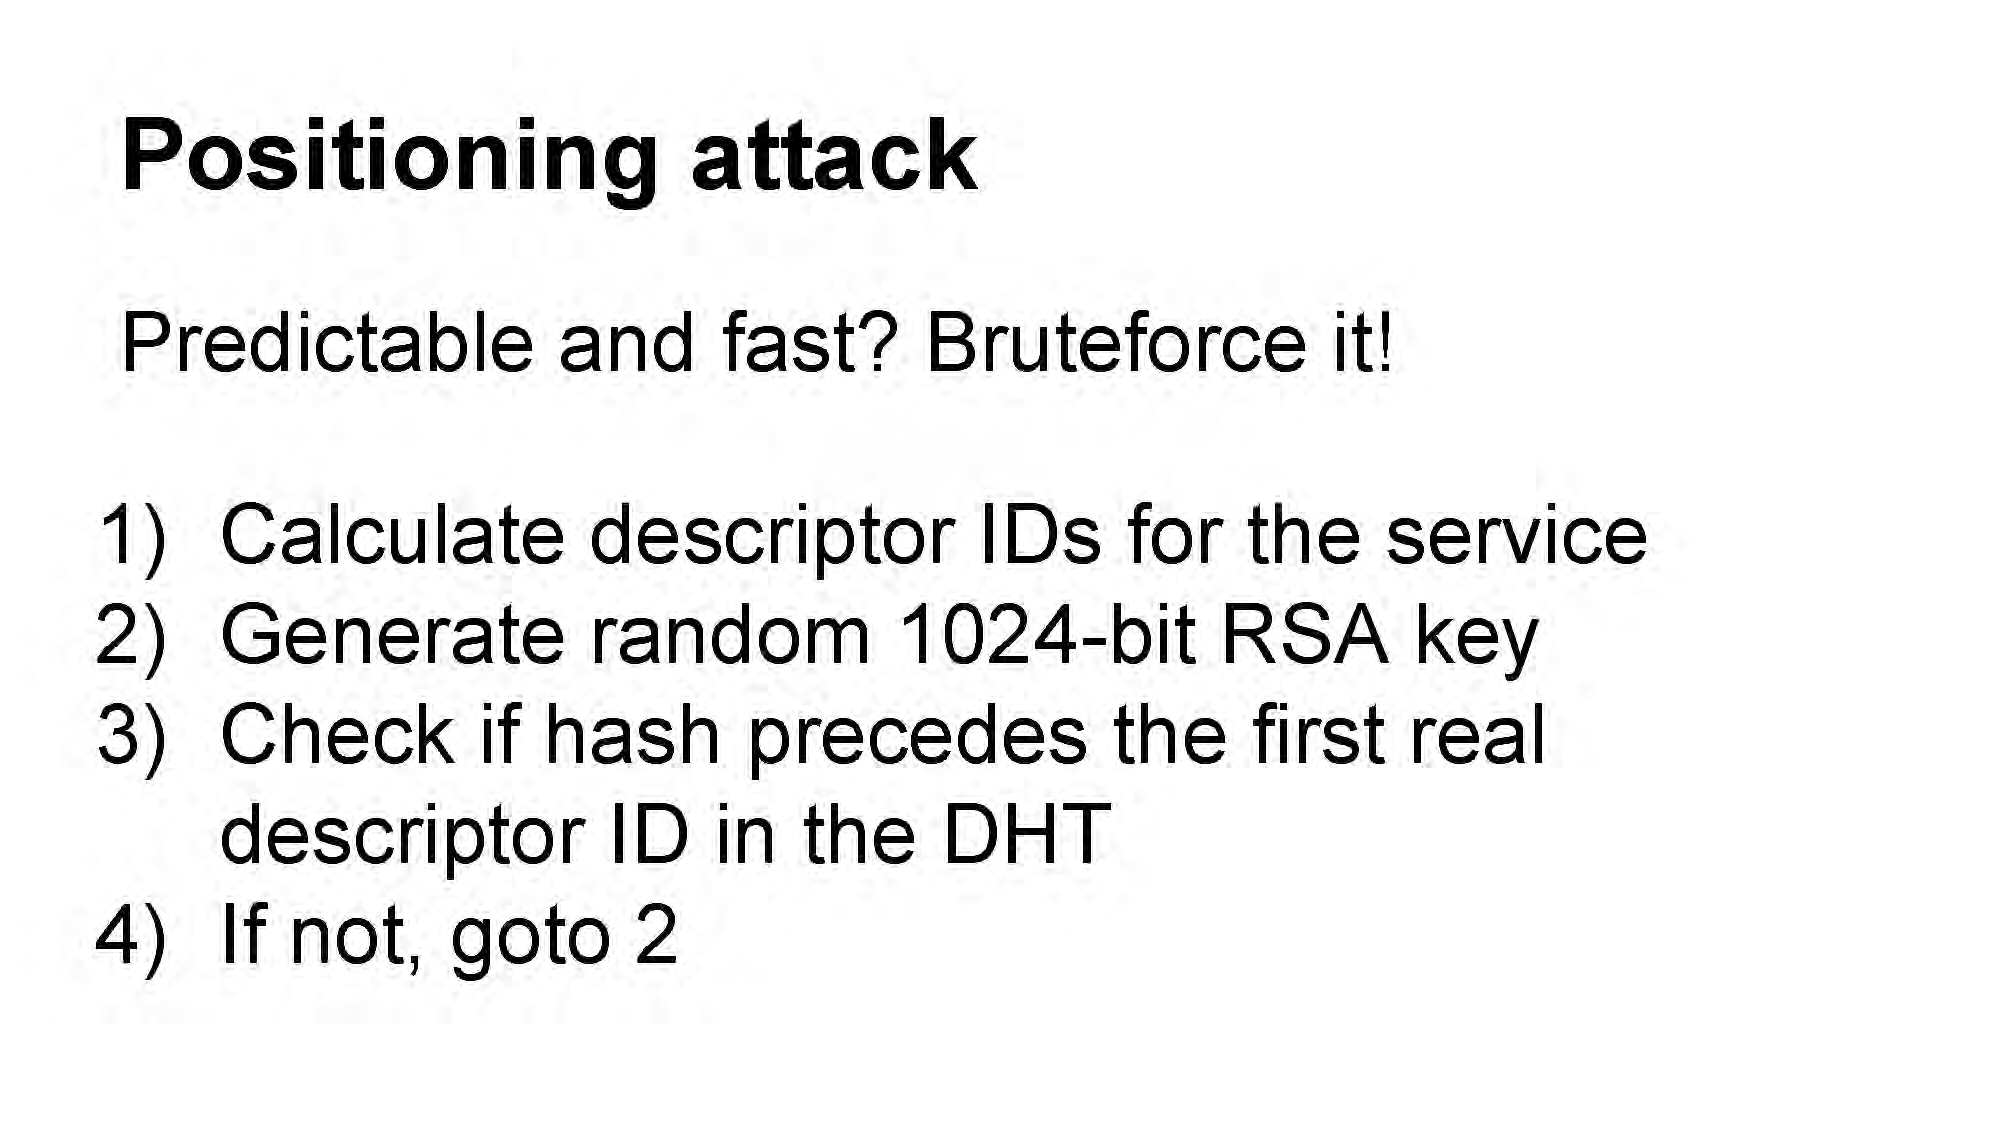 Positioning attack
Predictable and fast? Bruteforce it!
1) Calculate descriptor IDs for the service
2) Generate random 1024-bit RSA key
3) Check if hash precedes the first real
descriptor ID in the DHT
4) If not, goto 2